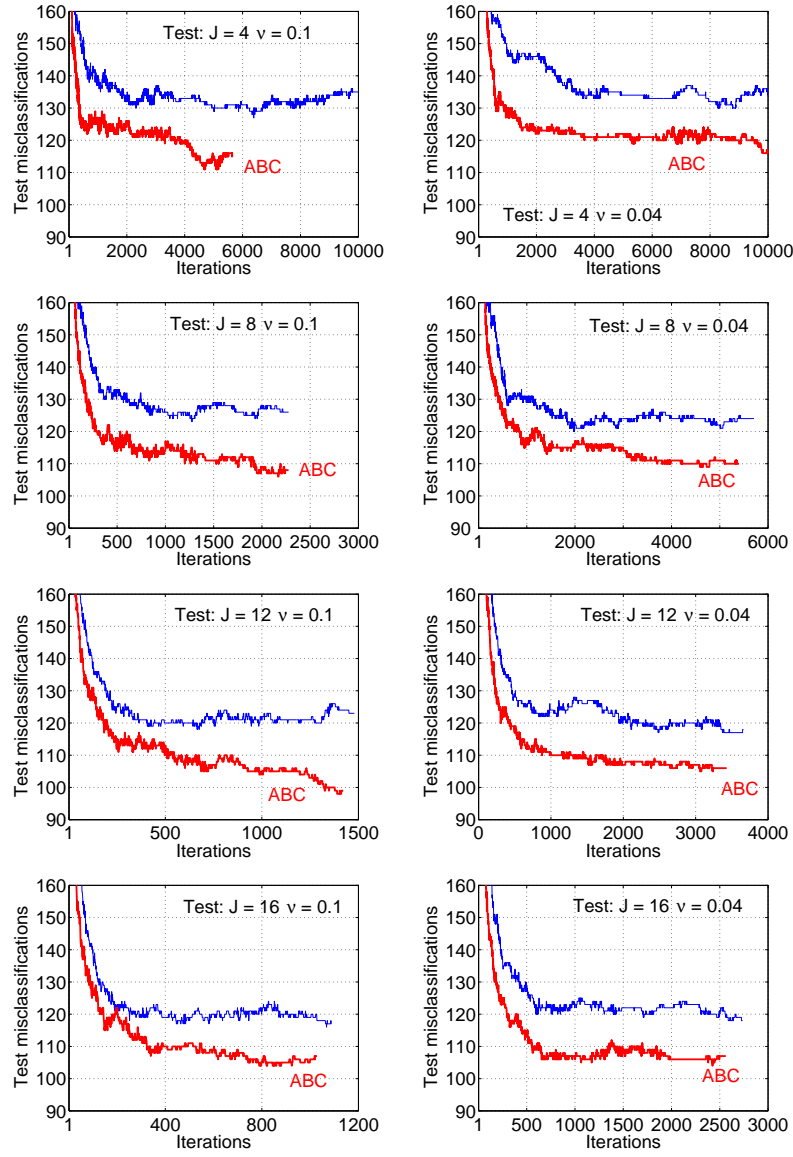 160
150
140
130
120
110
100
90
Test misclassifications
Test: J = 4 ν = 0.1
ABC
1 2000 4000 6000 8000 10000
Iterations
160
150
140
130
120
110
100
90
Test misclassifications
ABC
Test: J = 4 ν = 0.04
1 2000 4000 6000 8000 10000
Iterations
160
150
140
130
120
110
100
90
Test misclassifications
Test: J = 8 ν = 0.1
ABC
1 500 1000 1500 2000 2500 3000
Iterations
160
150
140
130
120
110
100
90
Test misclassifications
Test: J = 8 ν = 0.04
ABC
1 2000 4000 6000
Iterations
160
150
140
130
120
110
100
90
Test misclassifications
Test: J = 12 ν = 0.1
ABC
1 500 1000 1500
Iterations
160
150
140
130
120
110
100
90
Test misclassifications
Test: J = 12 ν = 0.04
ABC
0 1000 2000 3000 4000
Iterations
160
150
140
130
120
110
100
90
Test misclassifications
Test: J = 16 ν = 0.1
ABC
1 400 800 1200
Iterations
160
150
140
130
120
110
100
90
Test misclassifications
Test: J = 16 ν = 0.04
ABC
1 500 1000 1500 2000 2500 3000
Iterations